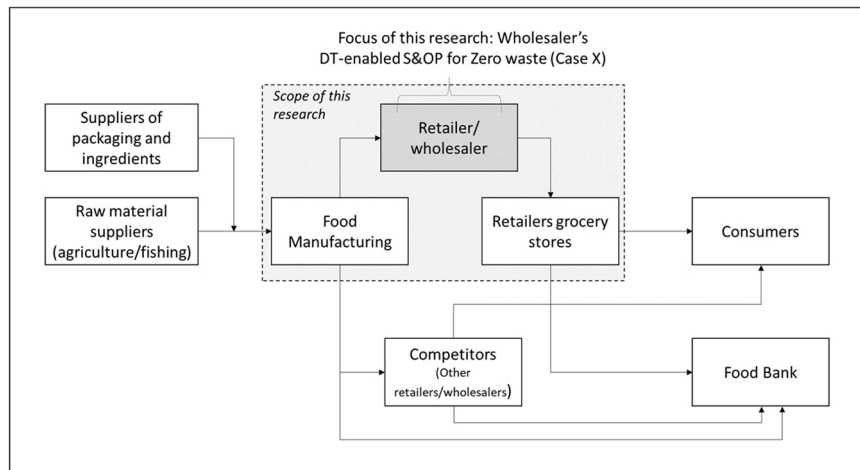 Focus of this research: Wholesaler's
DT-enabled S&OP for Zero waste (Case X)
Scope of this
research
Suppliers of
packaging and
ingredients
Retailer/
wholesaler
Raw material
suppliers
(agriculture/fishing)
Food
Manufacturing
Retailers grocery
stores
Consumers
Competitors
(Other
retailers/wholesalers)
Food Bank